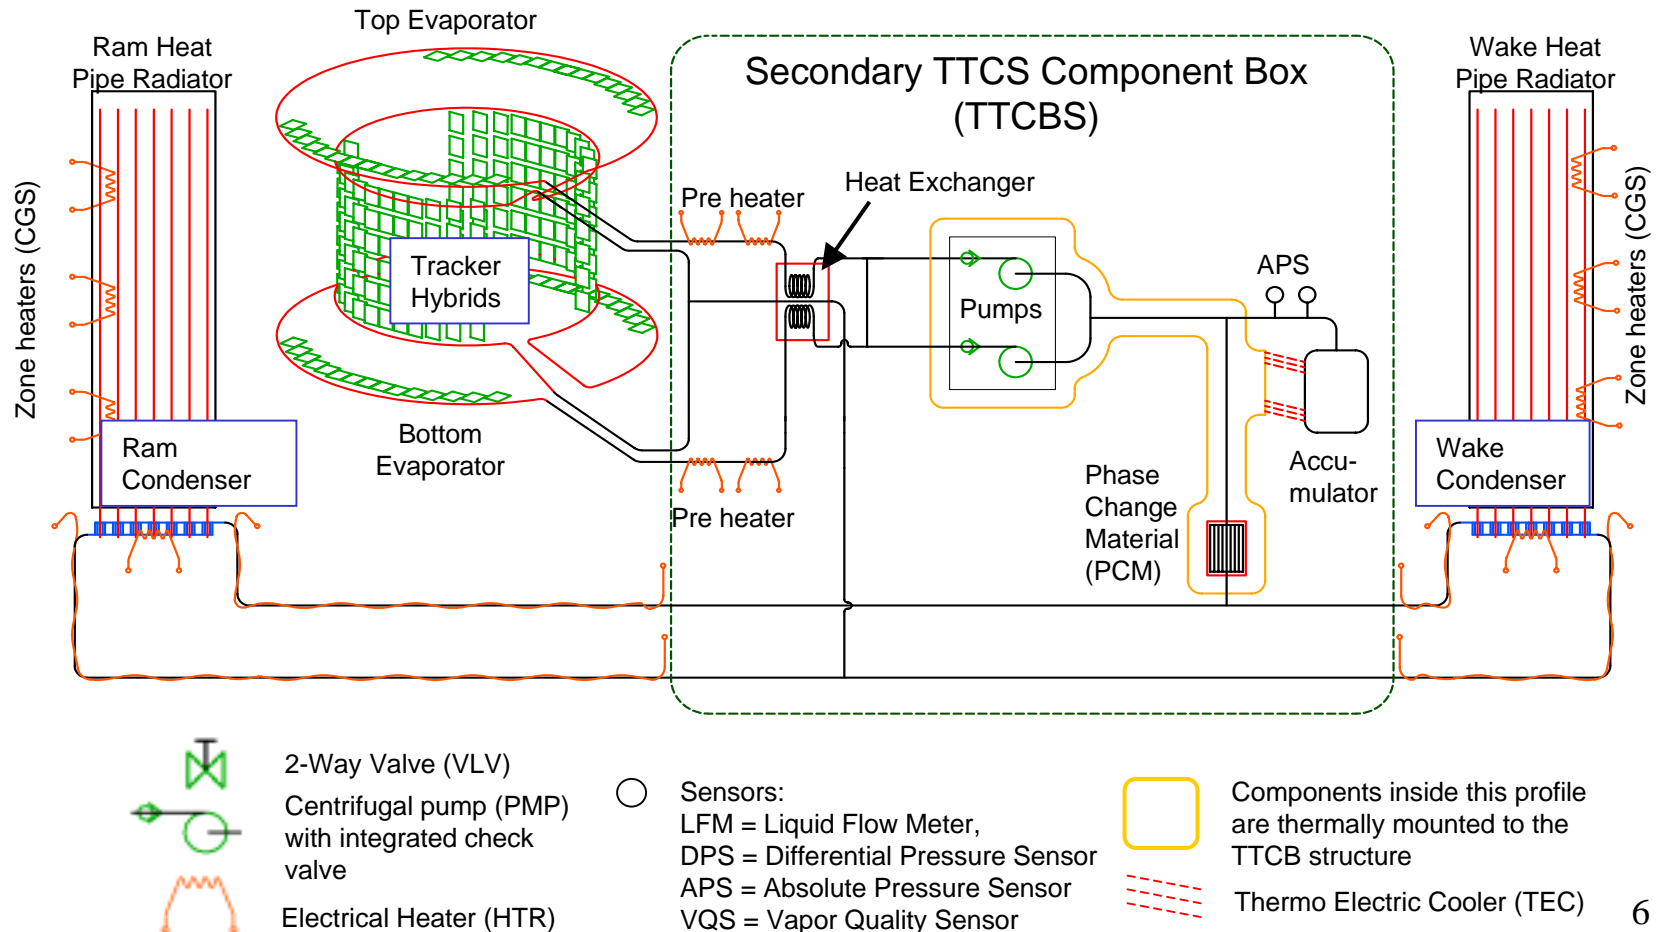 Top Evaporator
Ram Heat
Pipe Radiator
Wake Heat
Pipe Radiator
Secondary TTCS Component Box
(TTCBS)
Pre heater
Heat Exchanger
Zone heaters (CGS)
Zone heaters (CGS)
Tracker
Hybrids
APS
Pumps
Bottom
Evaporator
Ram
Condenser
Pre heater
Phase
Change
Material
(PCM)
Accu-
mulator
Wake
Condenser
2-Way Valve (VLV)
Centrifugal pump (PMP)
with integrated check
valve
Electrical Heater (HTR)
Sensors:
LFM = Liquid Flow Meter,
DPS = Differential Pressure Sensor
APS = Absolute Pressure Sensor
VQS = Vapor Quality Sensor
Components inside this profile
are thermally mounted to the
TTCB structure
Thermo Electric Cooler (TEC)
6